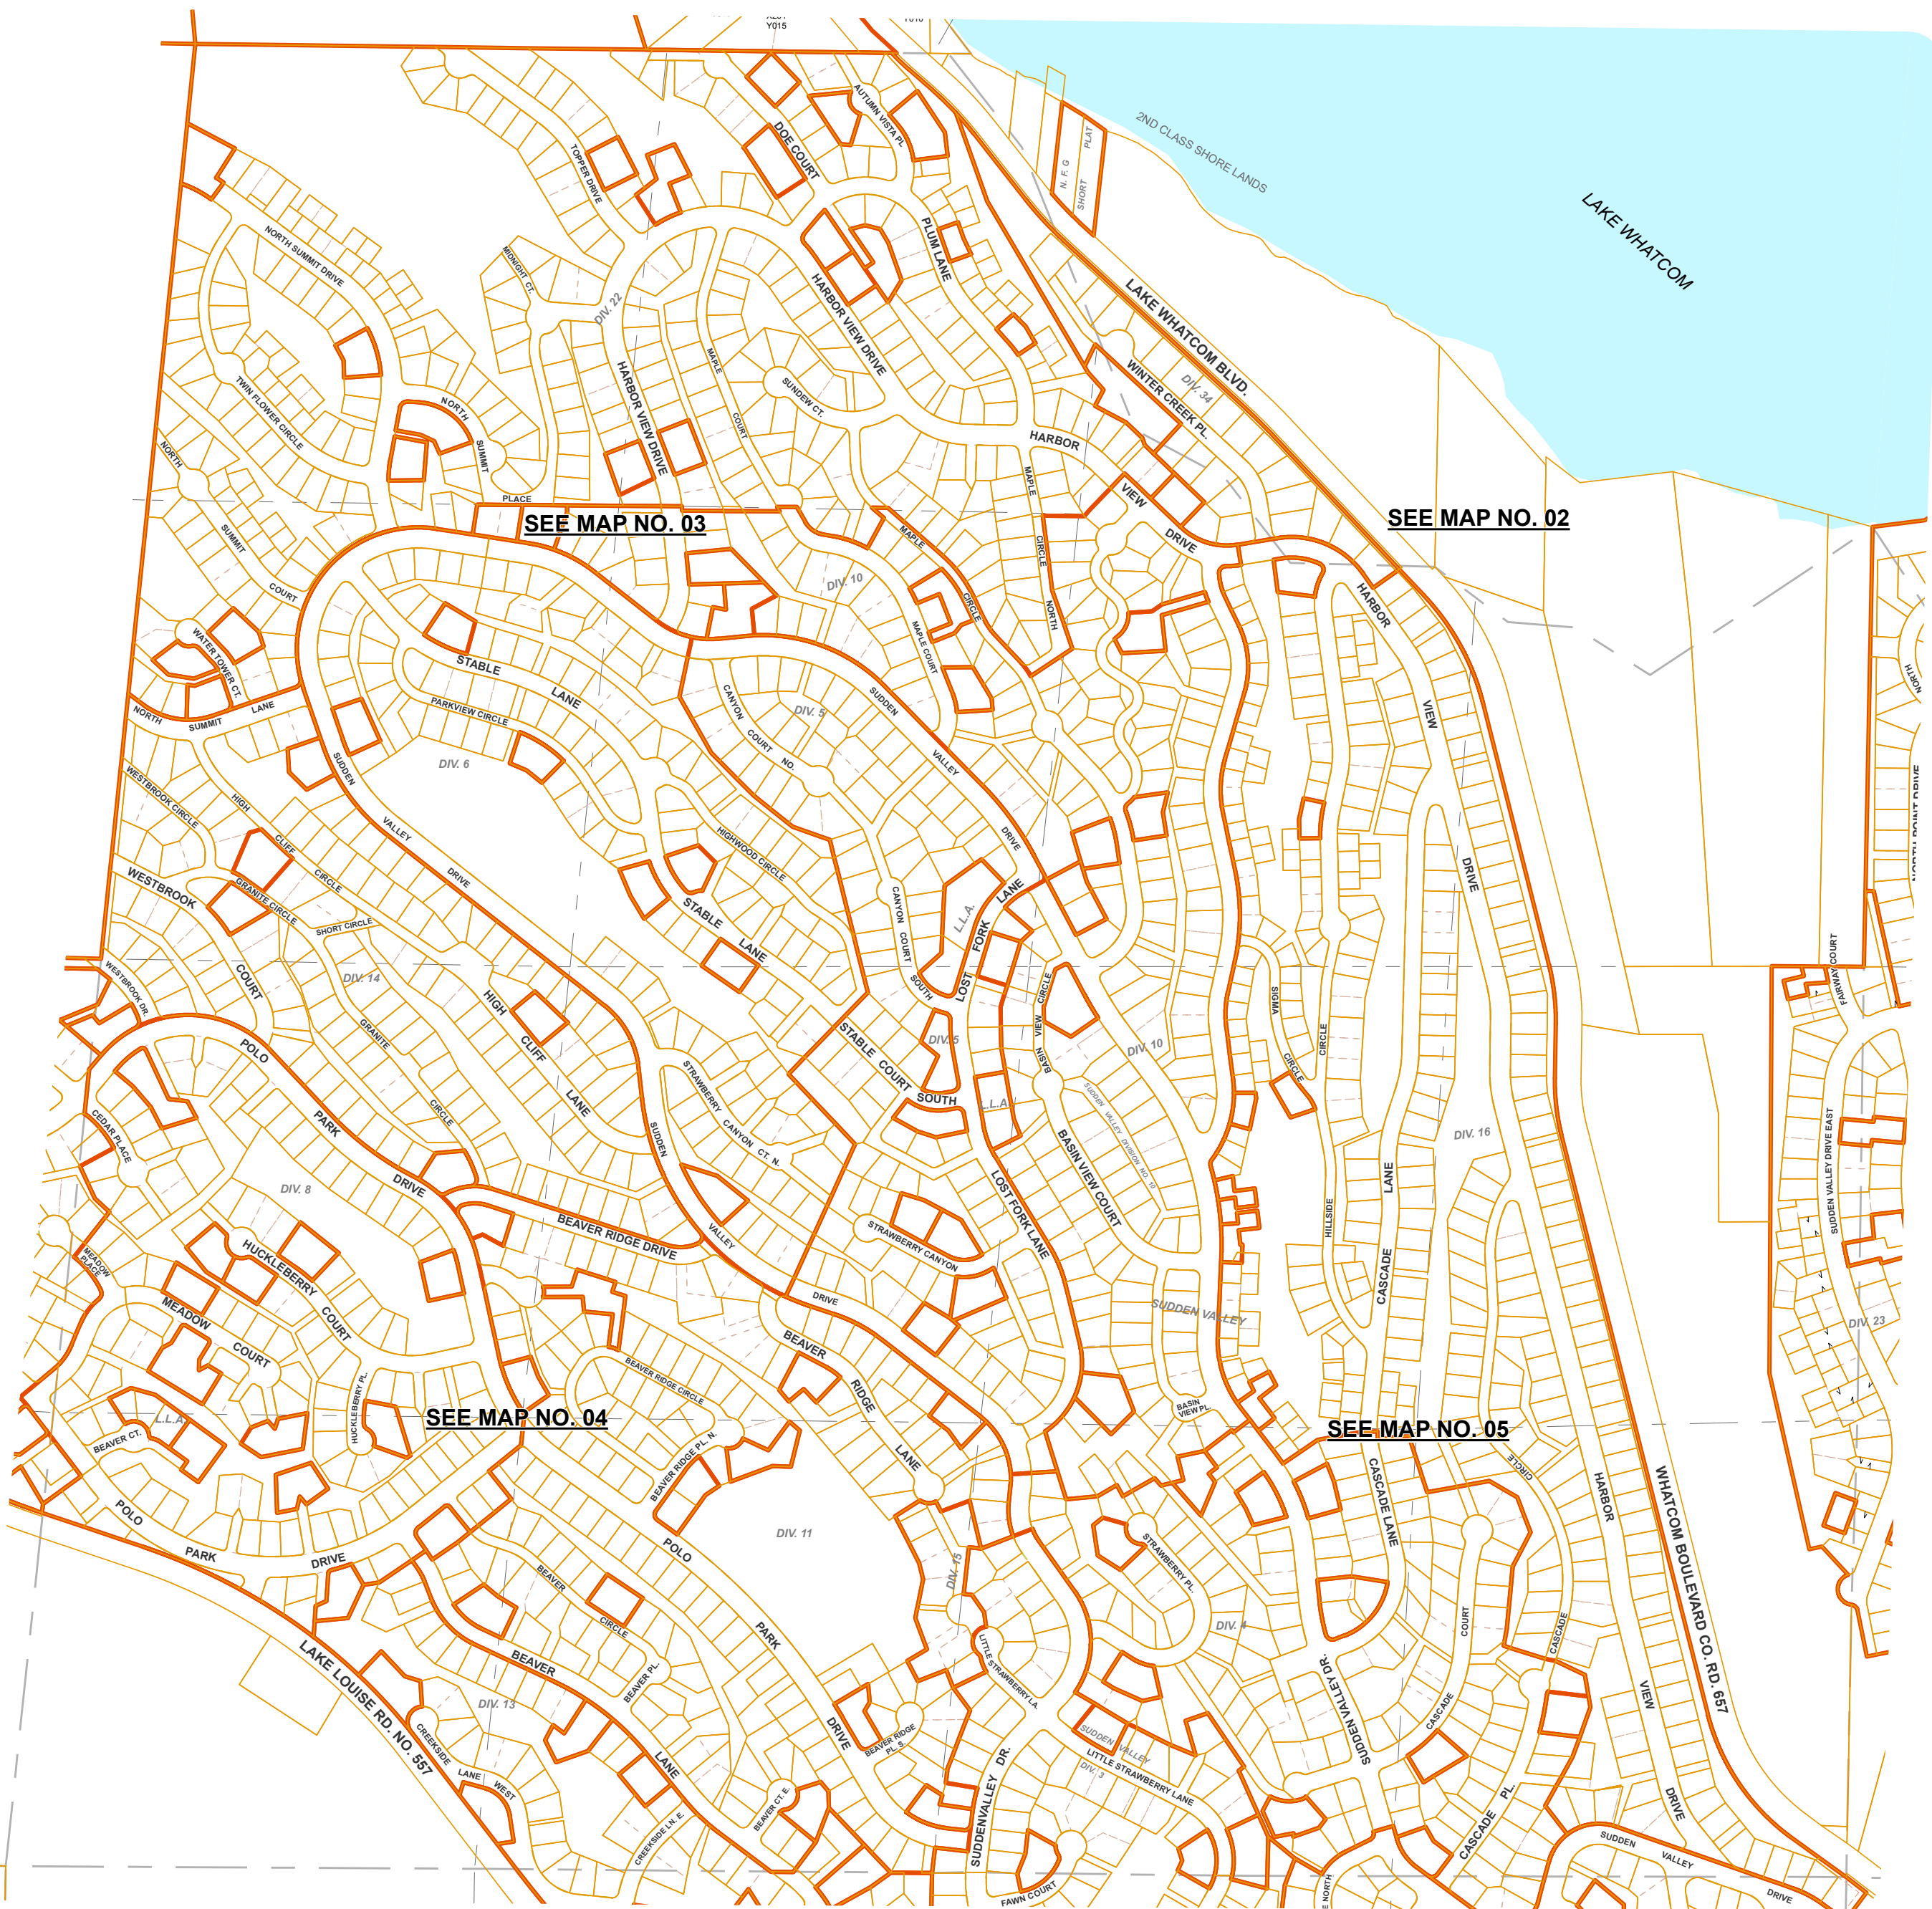 Y015
AUTUMN VISTA PL
DOE COURT
TOPPER DRIVE
N. F. G
SHORT PLAT
2ND CLASS SHORE LANDS
LAKE WHATCOM
NORTH SUMMIT DRIVE
MIDNIGHT CT.
DIV. 22
PLUM LANE
HARBOR VIEW DRIVE
LAKE WHATCOM BLVD.
DIV. 34
WINTER CREEK PL.
TWIN FLOWER CIRCLE
NORTH
SUMMIT
PLACE
HARBOR VIEW DRIVE
MAPLE
COURT
SUNDEW CT.
HARBOR
VIEW
DRIVE
MAPLE
CIRCLE
NORTH
NORTH
SUMMIT
COURT
SEE MAP NO. 03
SEE MAP NO. 02
MAPLE
CIRCLE
DIV. 10
MAPLE COURT
HARBOR
VIEW
DRIVE
WATER TOWER CT.
NORTH
SUMMIT
LANE
STABLE
LANE
PARKVIEW CIRCLE
DIV. 6
CANYON
COURT
NO.
DIV. 5
SUDDEN
VALLEY
DRIVE
NORTH
NORTH POINT DRIVE
SUDDEN
VALLEY
DRIVE
WESTBROOK CIRCLE
HIGH
CLIFF
CIRCLE
HIGHWOOD CIRCLE
WESTBROOK
COURT
GRANITE CIRCLE
SHORT CIRCLE
STABLE
LANE
CANYON
COURT
SOUTH
L.L.A.
LOST
FORK
LANE
WESTBROOK DR.
DIV. 14
GRANITE
CIRCLE
HIGH
CLIFF
LANE
BASIN
VIEW
CIRCLE
SIGMA
CIRCLE
CIRCLE
FAIRWAY COURT
POLO
PARK
DRIVE
STABLE COURT
SOUTH
DIV. 5
L.L.A.
DIV. 10
SUDDEN VALLEY DIVISION NO. 10
STRAWBERRY
CANYON
CT. N.
SUDDEN
VALLEY
DRIVE
CEDAR PLACE
DIV. 8
DIV. 16
BASIN VIEW COURT
SUDDEN VALLEY DRIVE EAST
LOST FORK LANE
HILLSIDE
CASCADE
LANE
BEAVER RIDGE DRIVE
STRAWBERRY CANYON
HUCKLEBERRY
COURT
MEADOW
PLACE
MEADOW
COURT
SUDDEN VALLEY
DIV. 23
BEAVER
RIDGE
LANE
BEAVER RIDGE CIRCLE
HUCKLEBERRY PL.
L.L.A.
BEAVER CT.
SEE MAP NO. 04
BEAVER RIDGE PL. N.
BASIN
VIEW PL.
SEE MAP NO. 05
CASCADE LANE
CIRCLE
HARBOR
VIEW
DRIVE
WHATCOM BOULEVARD CO. RD. 657
POLO
PARK
DRIVE
POLO
PARK
DRIVE
DIV. 11
DIV. 15
STRAWBERRY PL.
BEAVER
CIRCLE
BEAVER PL.
BEAVER
LANE
LITTLE STRAWBERRY LA.
DIV. 4
COURT
CASCADE
CASCADE
LAKE LOUISE RD. NO. 557
DIV. 13
CREEKSIDE
LANE
WEST
BEAVER RIDGE
PL. S.
SUDDEN VALLEY DR.
SUDDEN VALLEY
DIV. 3
LITTLE STRAWBERRY LANE
SUDDENVALLEY DR.
CASCADE PL.
BEAVER CT. E.
CREEKSIDE LN. E.
FAWN COURT
E NORTH
SUDDEN
VALLEY
DRIVE